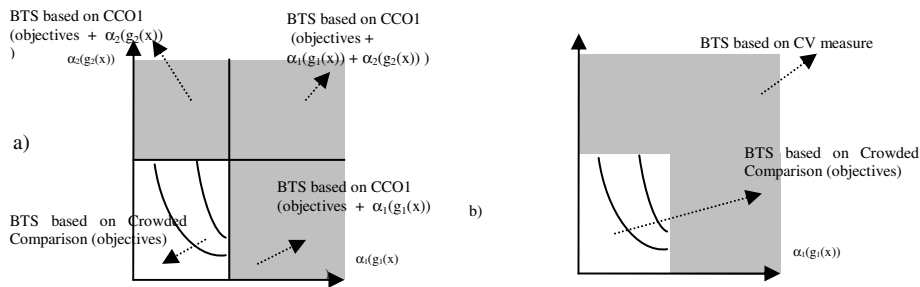 BTS based on CCO1
(objectives + α2(g2(x))
)
α2(g2(x))
BTS based on CCO1
(objectives +
α1(g1(x)) + α2(g2(x)) )
a)
BTS based on CCO1
(objectives + α1(g1(x))
BTS based on Crowded
Comparison (objectives)
α1(g1(x)
)
BTS based on CV measure
BTS based on Crowded
Comparison (objectives)
b)
α1(g1(x))